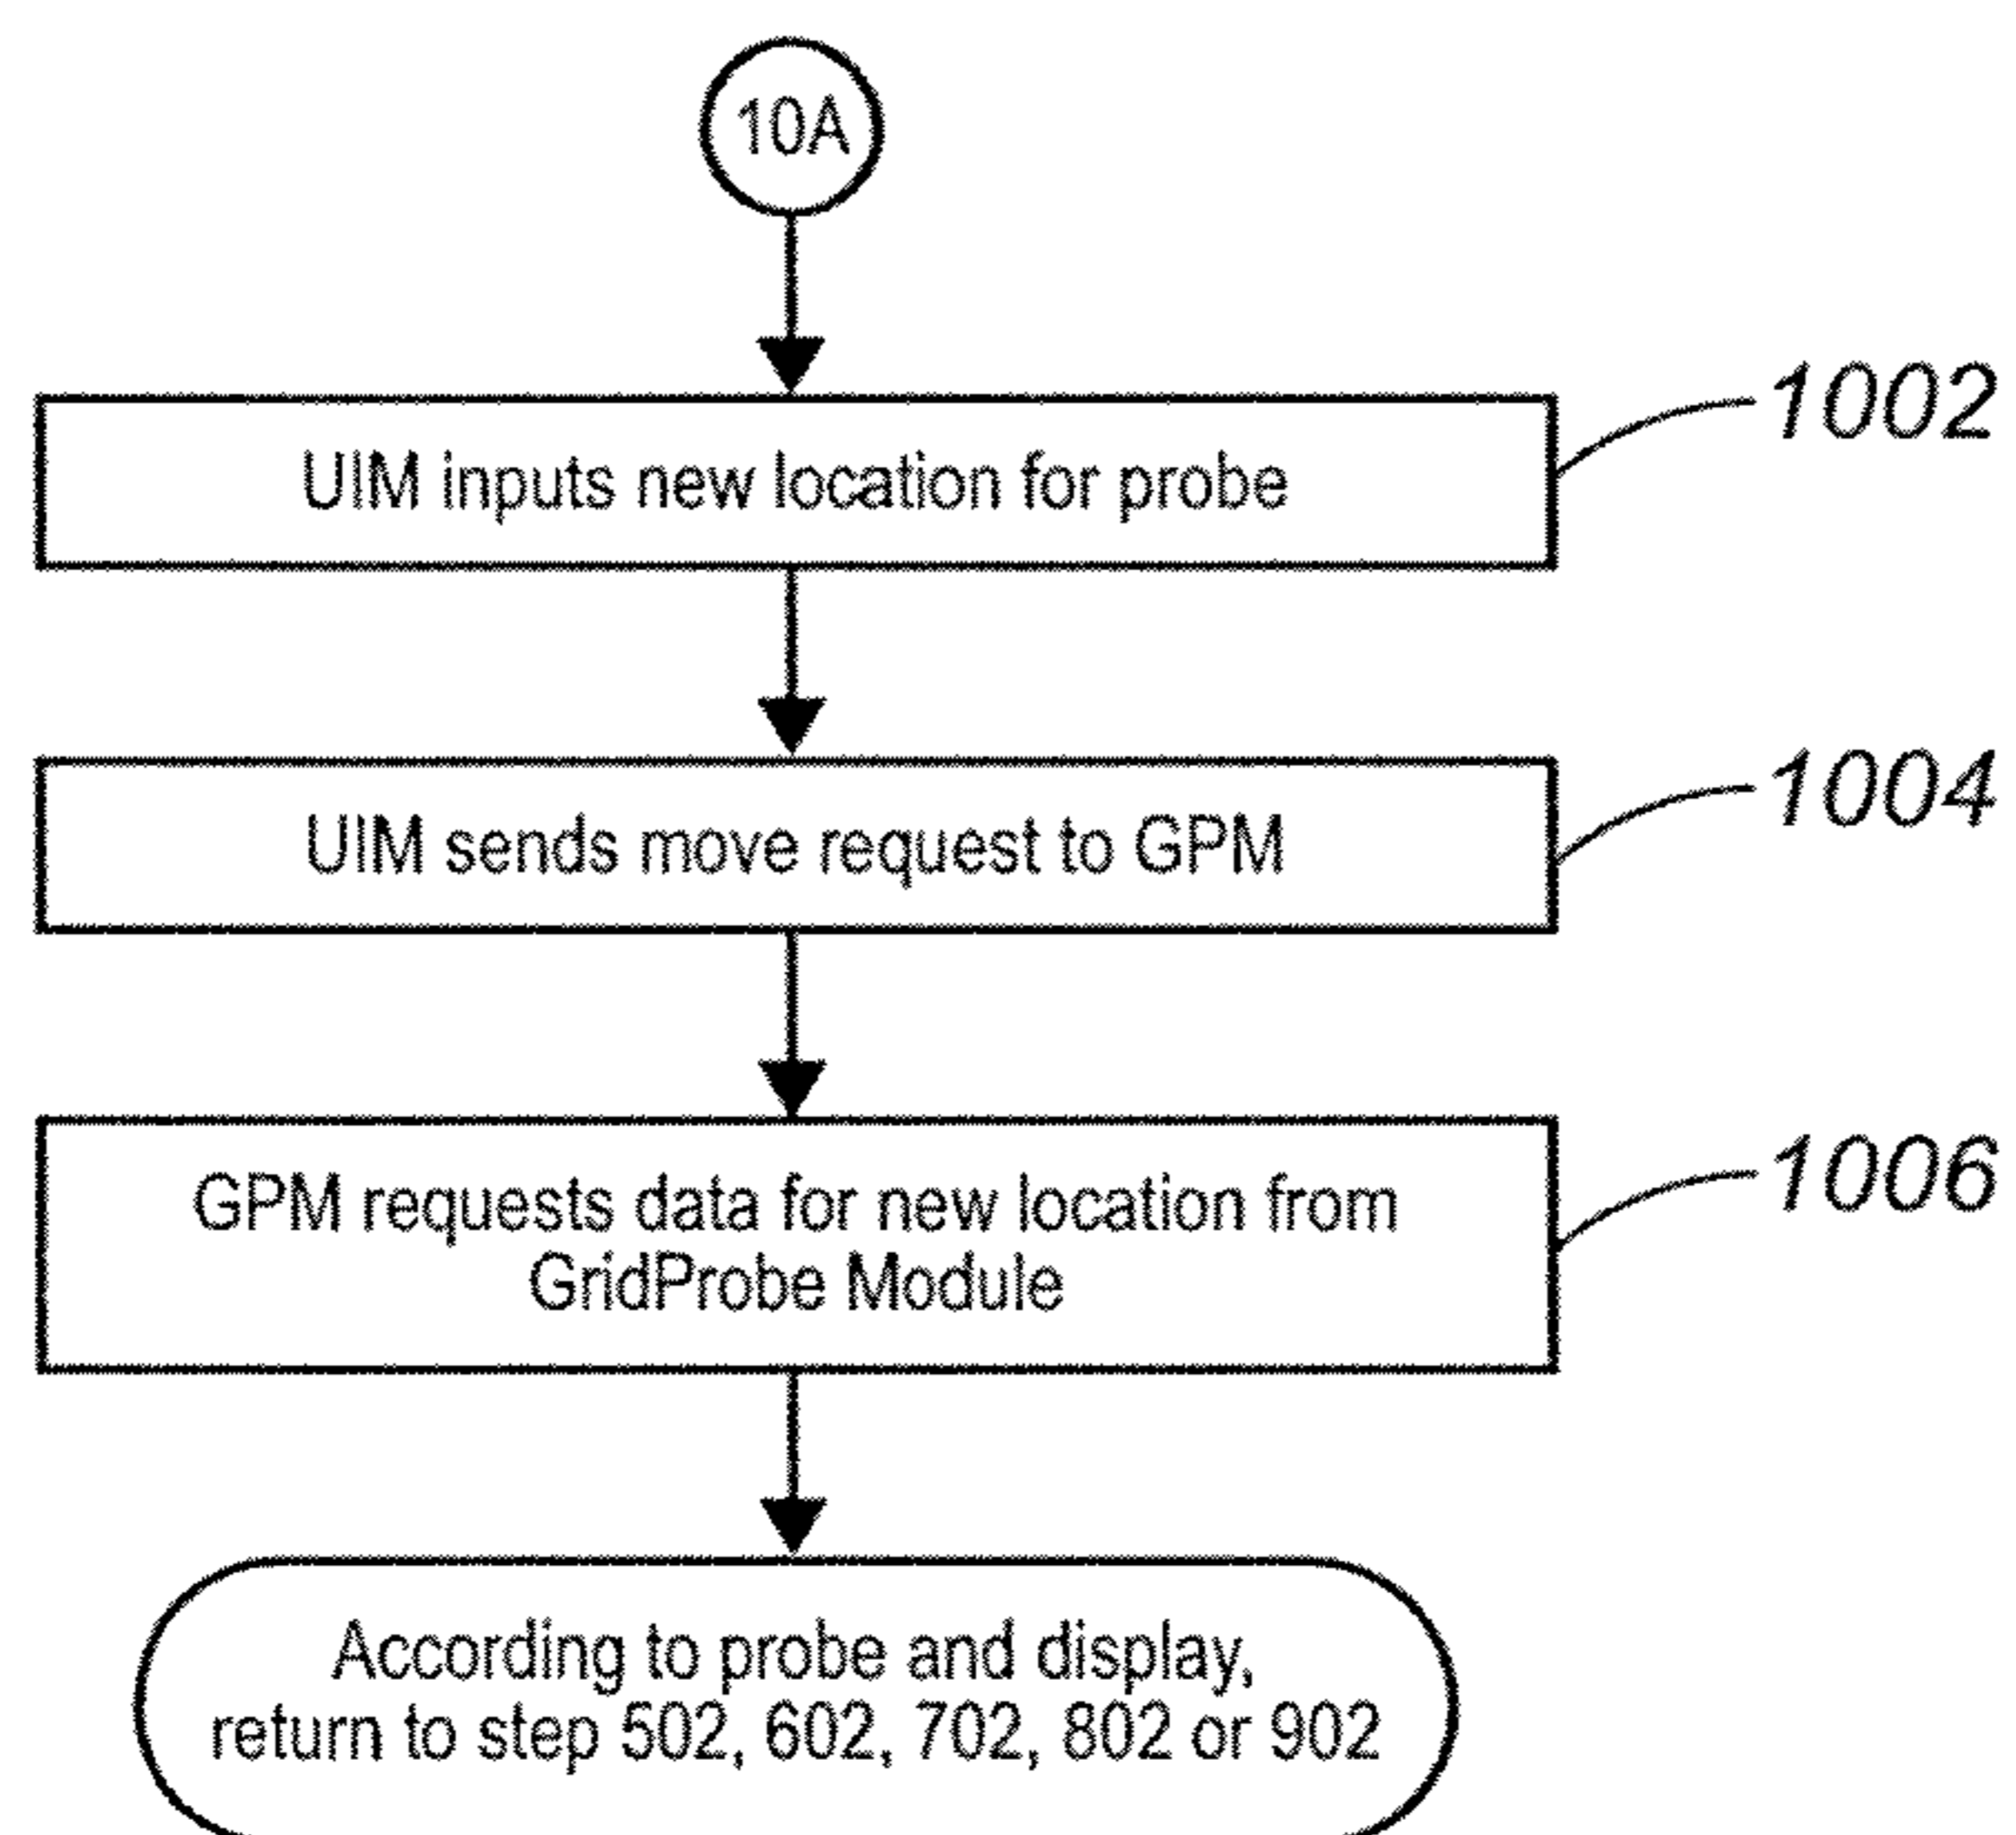 10A
UIM inputs new location for probe
1002
UIM sends move request to GPM
1004
GPM requests data for new location from
GridProbe Module
1006
According to probe and display,
return to step 502, 602, 702, 802 or 902